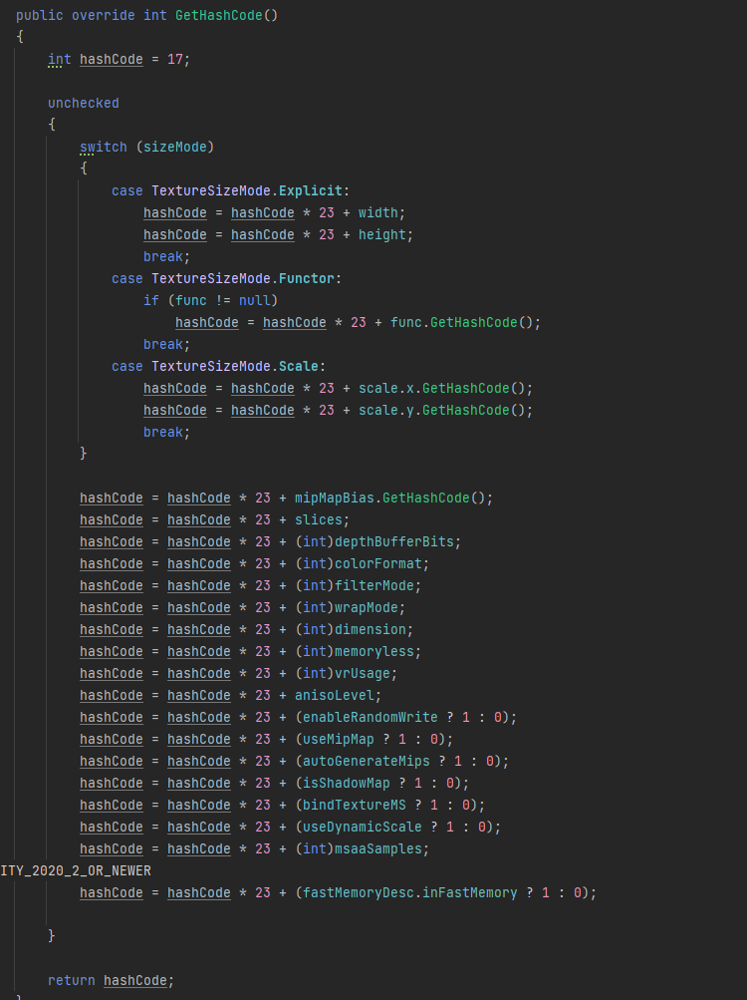 public override int GetHashCode()
{
    int hashCode = 17;

    unchecked
    {
        switch (sizeMode)
        {
            case TextureSizeMode.Explicit:
                hashCode = hashCode * 23 + width;
                hashCode = hashCode * 23 + height;
                break;
            case TextureSizeMode.Functor:
                if (func != null)
                    hashCode = hashCode * 23 + func.GetHashCode();
                break;
            case TextureSizeMode.Scale:
                hashCode = hashCode * 23 + scale.x.GetHashCode();
                hashCode = hashCode * 23 + scale.y.GetHashCode();
                break;
        }

        hashCode = hashCode * 23 + mipMapBias.GetHashCode();
        hashCode = hashCode * 23 + slices;
        hashCode = hashCode * 23 + (int)depthBufferBits;
        hashCode = hashCode * 23 + (int)colorFormat;
        hashCode = hashCode * 23 + (int)filterMode;
        hashCode = hashCode * 23 + (int)wrapMode;
        hashCode = hashCode * 23 + (int)dimension;
        hashCode = hashCode * 23 + (int)memoryless;
        hashCode = hashCode * 23 + (int)vrUsage;
        hashCode = hashCode * 23 + anisoLevel;
        hashCode = hashCode * 23 + (enableRandomWrite ? 1 : 0);
        hashCode = hashCode * 23 + (useMipMap ? 1 : 0);
        hashCode = hashCode * 23 + (autoGenerateMips ? 1 : 0);
        hashCode = hashCode * 23 + (isShadowMap ? 1 : 0);
        hashCode = hashCode * 23 + (bindTextureMS ? 1 : 0);
        hashCode = hashCode * 23 + (useDynamicScale ? 1 : 0);
        hashCode = hashCode * 23 + (int)msaaSamples;
ITY_2020_2_OR_NEWER
        hashCode = hashCode * 23 + (fastMemoryDesc.inFastMemory ? 1 : 0);

    }

    return hashCode;
}